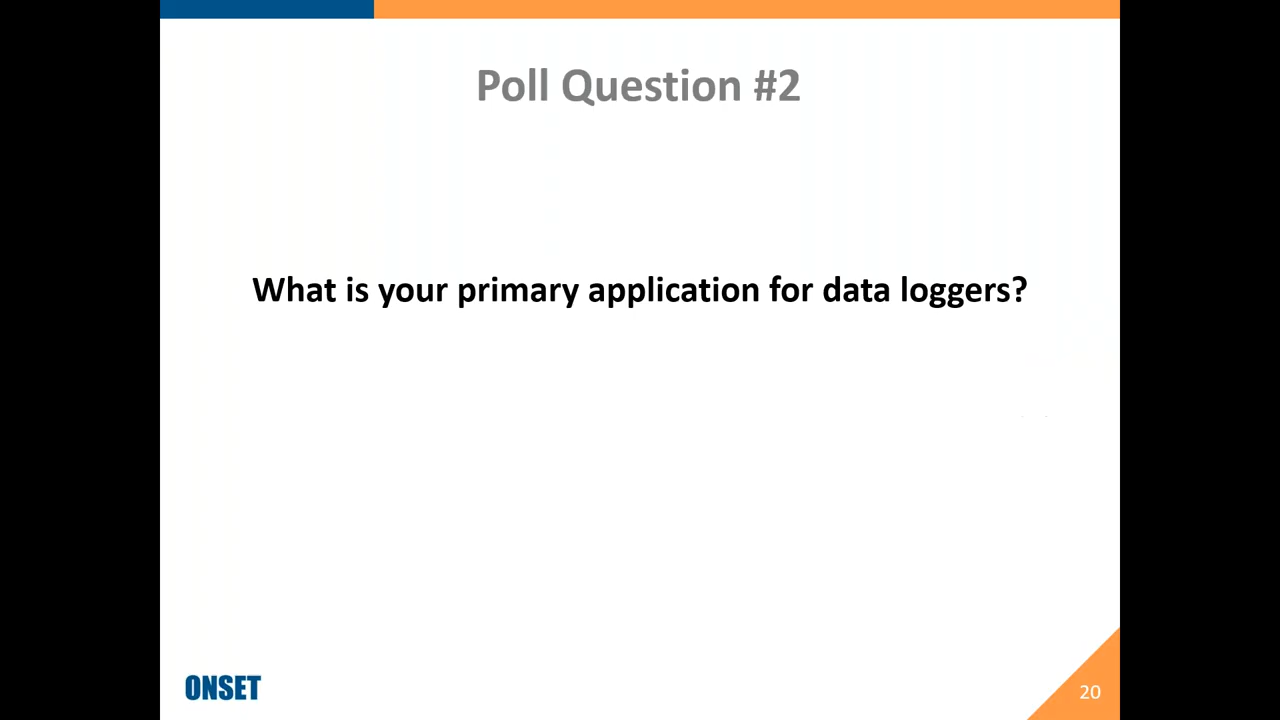 Poll Question #2
What is your primary application for data loggers?
ONSET
20